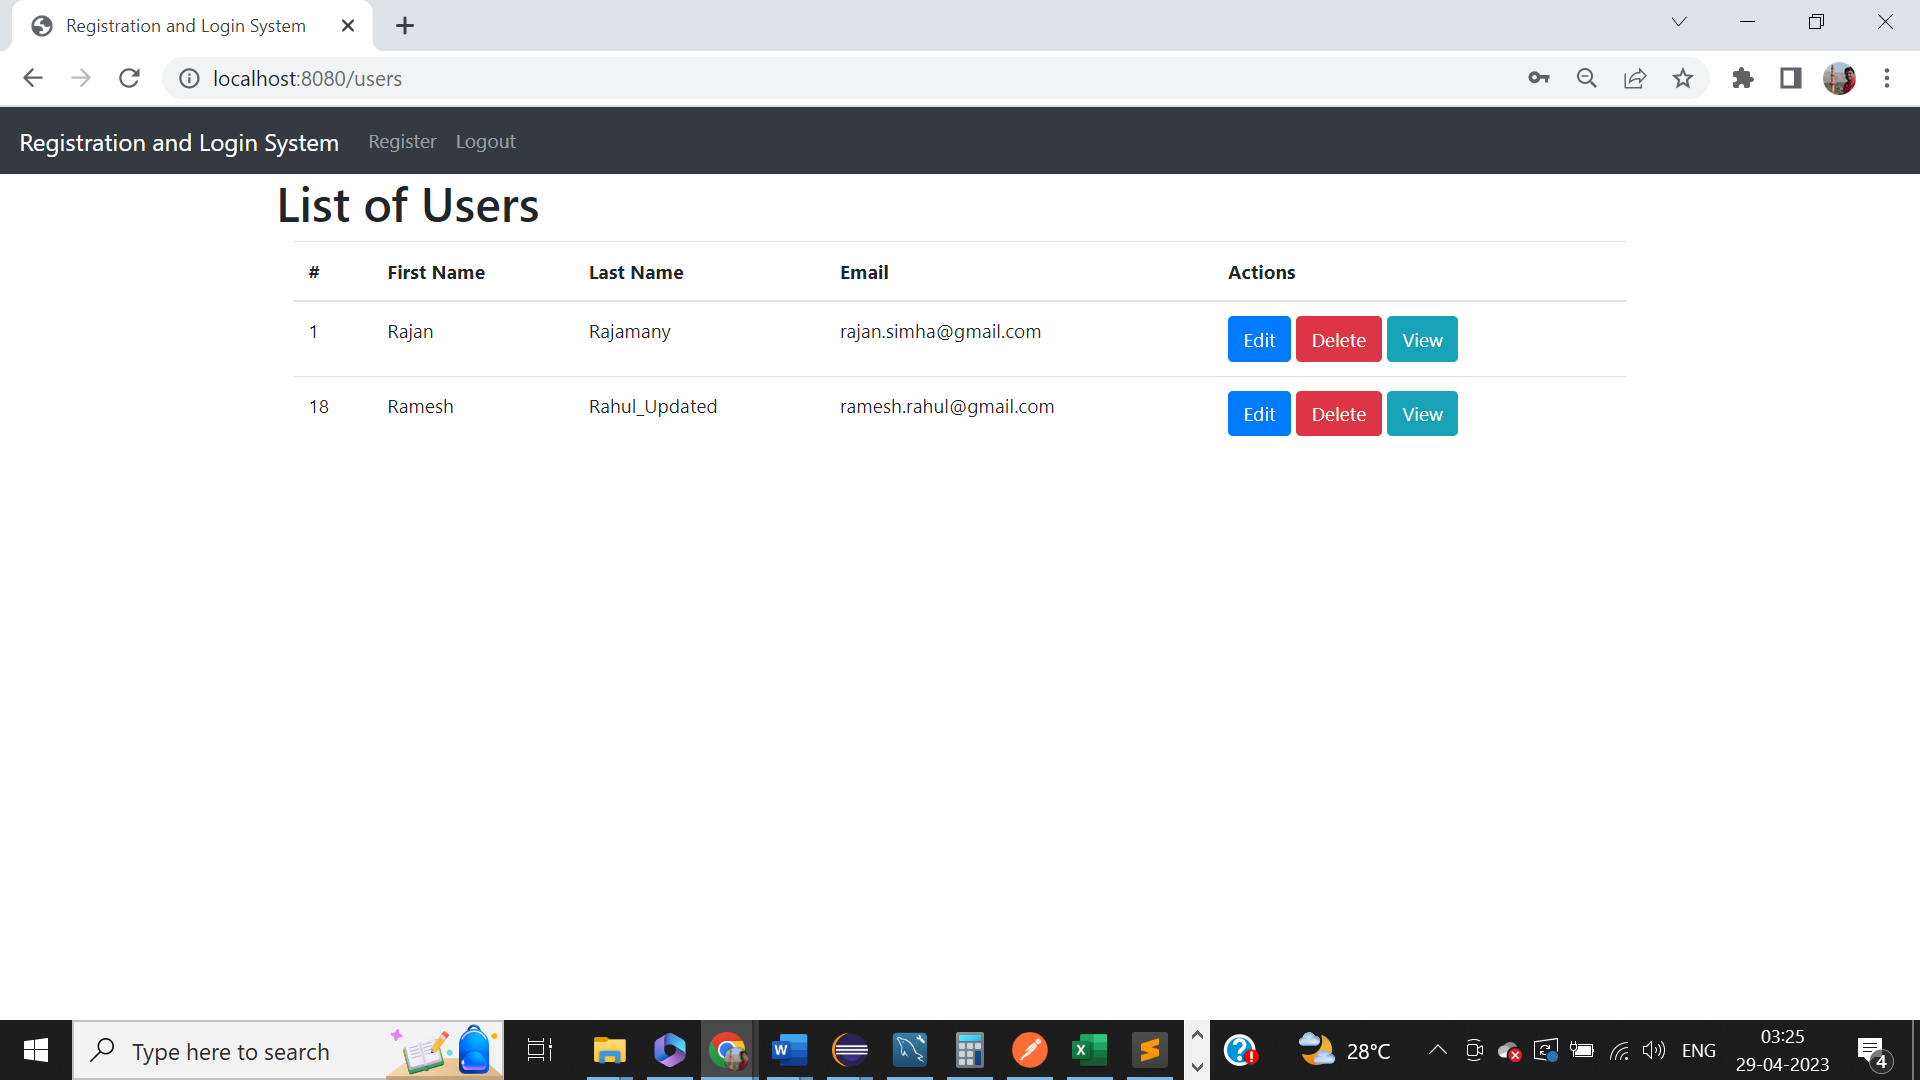 Registration and Login System
localhost:8080/users
Registration and Login System Register Logout
List of Users
# First Name Last Name Email Actions
1 Rajan Rajamany rajan.simha@gmail.com Edit Delete View
18 Ramesh Rahul_Updated ramesh.rahul@gmail.com Edit Delete View
Type here to search
28°C
ENG
03:25
29-04-2023
4